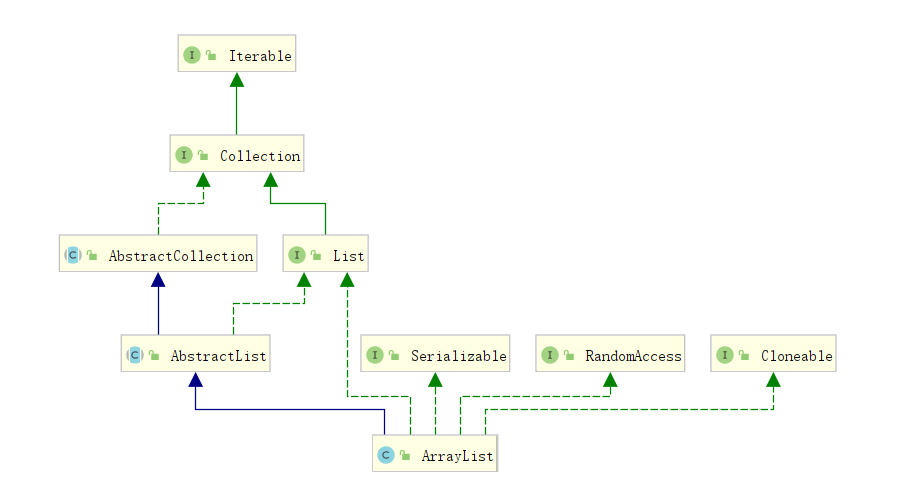 I Iterable
I Collection
C AbstractCollection
I List
C AbstractList
I Serializable
I RandomAccess
I Cloneable
C ArrayList